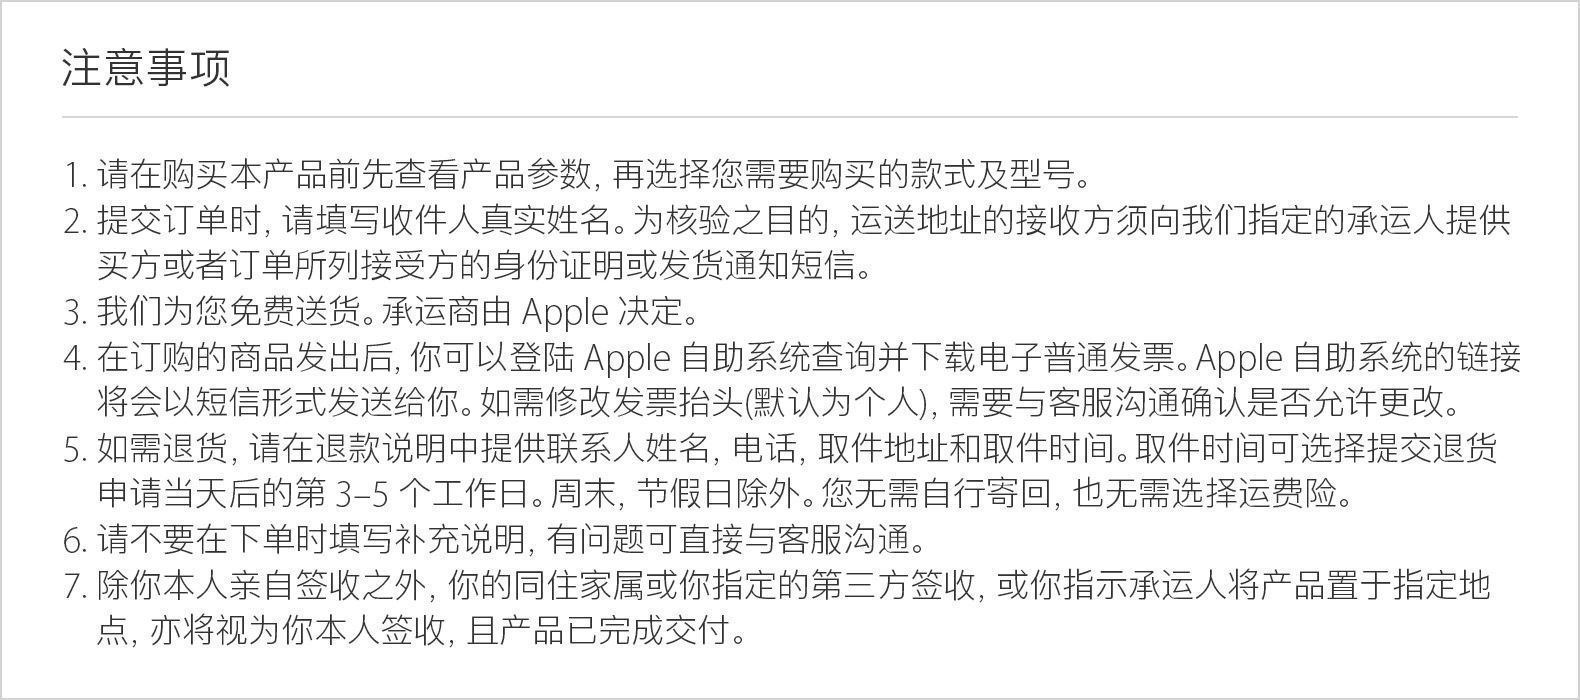 注意事项
1. 请在购买本产品前先查看产品参数, 再选择您需要购买的款式及型号。
2. 提交订单时, 请填写收件人真实姓名。为核验之目的, 运送地址的接收方须向我们指定的承运人提供
买方或者订单所列接受方的身份证明或发货通知短信。
3. 我们为您免费送货。承运商由 Apple 决定。
4. 在订购的商品发出后, 你可以登陆 Apple 自助系统查询并下载电子普通发票。Apple 自助系统的链接
将会以短信形式发送给你。如需修改发票抬头(默认为个人), 需要与客服沟通确认是否允许更改。
5. 如需退货, 请在退款说明中提供联系人姓名, 电话, 取件地址和取件时间。取件时间可选择提交退货
申请当天后的第 3–5 个工作日。周末, 节假日除外。您无需自行寄回, 也无需选择运费险。
6. 请不要在下单时填写补充说明, 有问题可直接与客服沟通。
7. 除你本人亲自签收之外, 你的同住家属或你指定的第三方签收, 或你指示承运人将产品置于指定地
点, 亦将视为你本人签收, 且产品已完成交付。